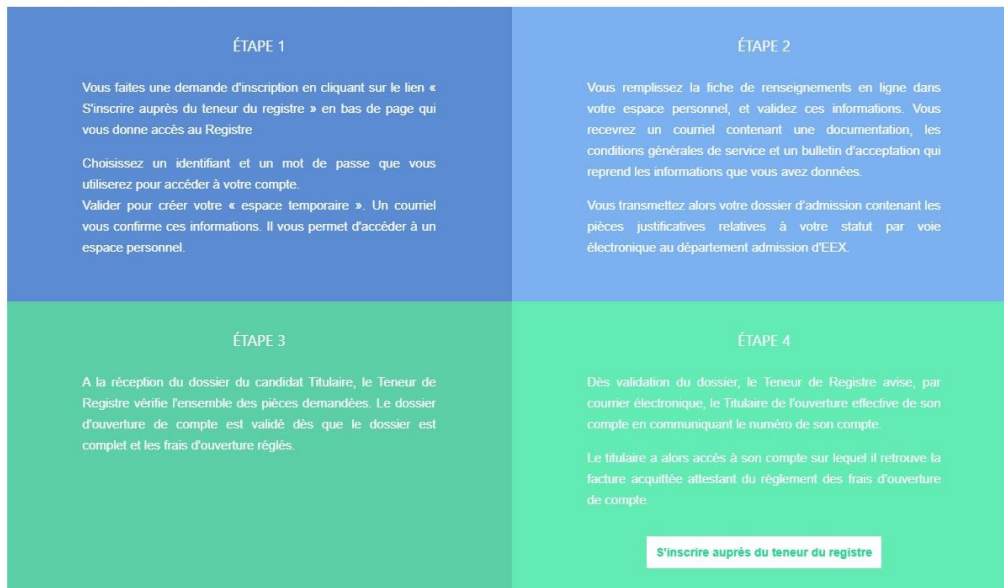 ÉTAPE 1
Vous faites une demande d'inscription en cliquant sur le lien «
S'inscrire auprès du teneur du registre » en bas de page qui
vous donne accès au Registre
Choisissez un identifiant et un mot de passe que vous
utiliserez pour accéder à votre compte.
Valider pour créer votre « espace temporaire ». Un courriel
vous confirme ces informations. Il vous permet d'accéder à un
espace personnel.
ÉTAPE 2
Vous remplissez la fiche de renseignements en ligne dans
votre espace personnel, et validez ces informations. Vous
recevrez un courriel contenant une documentation, les
conditions générales de service et un bulletin d'acceptation qui
reprend les informations que vous avez données.
Vous transmettez alors votre dossier d'admission contenant les
pièces justificatives relatives à votre statut par voie
électronique au département admission d'EEX.
ÉTAPE 3
A la réception du dossier du candidat Titulaire, le Teneur de
Registre vérifie l'ensemble des pièces demandées. Le dossier
d'ouverture de compte est validé dès que le dossier est
complet et les frais d'ouverture réglés.
ÉTAPE 4
Dès validation du dossier, le Teneur de Registre avise, par
courrier électronique, le Titulaire de l'ouverture effective de son
compte en communiquant le numéro de son compte.
Le titulaire a alors accès à son compte sur lequel il retrouve la
facture acquittée attestant du règlement des frais d'ouverture
de compte.
S'inscrire auprés du teneur du registre